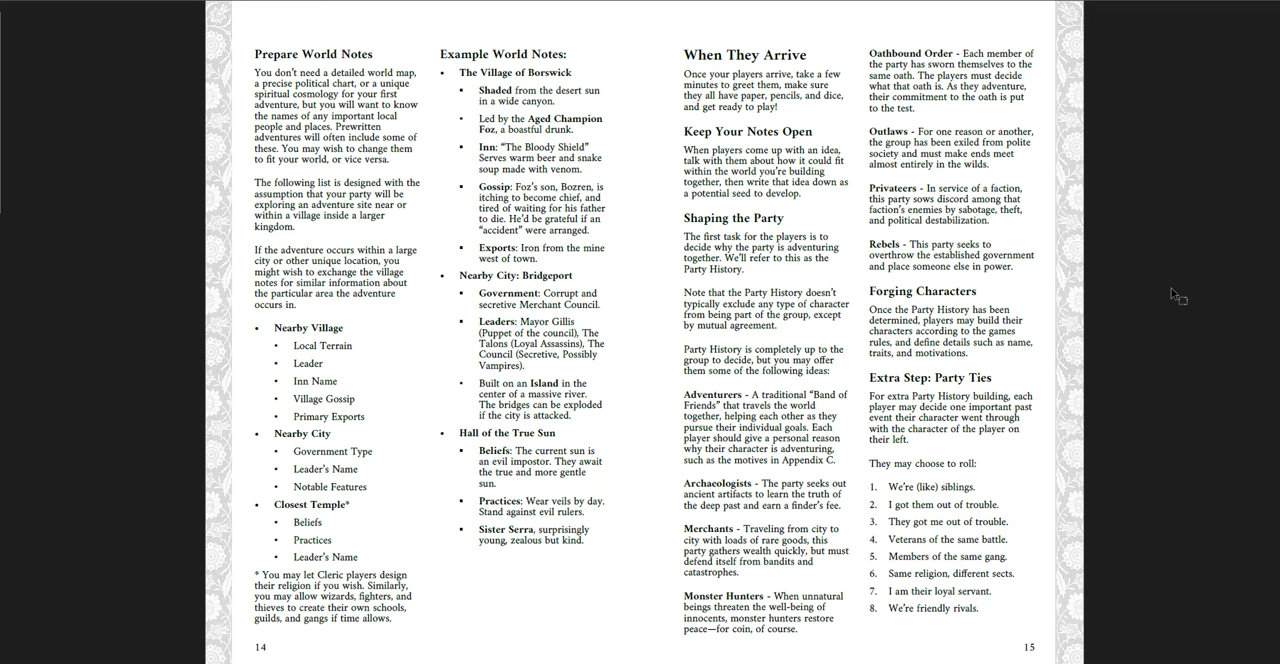 Prepare World Notes
You don't need a detailed world map,
a precise political chart, or a unique
spiritual cosmology for your first
adventure, but you will want to know
the names of any important local
people and places. Prewritten
adventures will often include some of
these. You may wish to change them
to fit your world, or vice versa.
The following list is designed with the
assumption that your party will be
exploring an adventure site near or
within a village inside a larger
kingdom.
If the adventure occurs within a large
city or other unique location, you
might wish to exchange the village
notes for similar information about
the particular area the adventure
occurs in.
• Nearby Village
• Local Terrain
• Leader
• Inn Name
• Village Gossip
• Primary Exports
• Nearby City
• Government Type
• Leader's Name
• Notable Features
• Closest Temple*
• Beliefs
• Practices
• Leader's Name
* You may let Cleric players design
their religion if you wish. Similarly,
you may allow wizards, fighters, and
thieves to create their own schools,
guilds, and gangs if time allows.
14
Example World Notes:
• The Village of Borswick
▪ Shaded from the desert sun
in a wide canyon.
• Led by the Aged Champion
Foz, a boastful drunk.
▪ Inn: "The Bloody Shield"
Serves warm beer and snake
soup made with venom.
▪ Gossip: Foz's son, Bozren, is
itching to become chief, and
tired of waiting for his father
to die. He'd be grateful if an
"accident" were arranged.
▪ Exports: Iron from the mine
west of town.
• Nearby City: Bridgeport
▪ Government: Corrupt and
secretive Merchant Council.
▪ Leaders: Mayor Gillis
(Puppet of the council), The
Talons (Loyal Assassins), The
Council (Secretive, Possibly
Vampires).
• Built on an Island in the
center of a massive river.
The bridges can be exploded
if the city is attacked.
• Hall of the True Sun
▪ Beliefs: The current sun is
an evil impostor. They await
the true and more gentle
sun.
▪ Practices: Wear veils by day.
Stand against evil rulers.
▪ Sister Serra, surprisingly
young, zealous but kind.
When They Arrive
Once your players arrive, take a few
minutes to greet them, make sure
they all have paper, pencils, and dice,
and get ready to play!
Keep Your Notes Open
When players come up with an idea,
talk with them about how it could fit
within the world you're building
together, then write that idea down as
a potential seed to develop.
Shaping the Party
The first task for the players is to
decide why the party is adventuring
together. We'll refer to this as the
Party History.
Note that the Party History doesn't
typically exclude any type of character
from being part of the group, except
by mutual agreement.
Party History is completely up to the
group to decide, but you may offer
them some of the following ideas:
Adventurers - A traditional "Band of
Friends" that travels the world
together, helping each other as they
pursue their individual goals. Each
player should give a personal reason
why their character is adventuring,
such as the motives in Appendix C.
Archaeologists - The party seeks out
ancient artifacts to learn the truth of
the deep past and earn a finder's fee.
Merchants - Traveling from city to
city with loads of rare goods, this
party gathers wealth quickly, but must
defend itself from bandits and
catastrophes.
Monster Hunters - When unnatural
beings threaten the well-being of
innocents, monster hunters restore
peace—for coin, of course.
Oathbound Order - Each member of
the party has sworn themselves to the
same oath. The players must decide
what that oath is. As they adventure,
their commitment to the oath is put
to the test.
Outlaws - For one reason or another,
the group has been exiled from polite
society and must make ends meet
almost entirely in the wilds.
Privateers - In service of a faction,
this party sows discord among that
faction's enemies by sabotage, theft,
and political destabilization.
Rebels - This party seeks to
overthrow the established government
and place someone else in power.
Forging Characters
Once the Party History has been
determined, players may build their
characters according to the games
rules, and define details such as name,
traits, and motivations.
Extra Step: Party Ties
For extra Party History building, each
player may decide one important past
event their character went through
with the character of the player on
their left.
They may choose to roll:
1. We're (like) siblings.
2. I got them out of trouble.
3. They got me out of trouble.
4. Veterans of the same battle.
5. Members of the same gang.
6. Same religion, different sects.
7. I am their loyal servant.
8. We're friendly rivals.
15